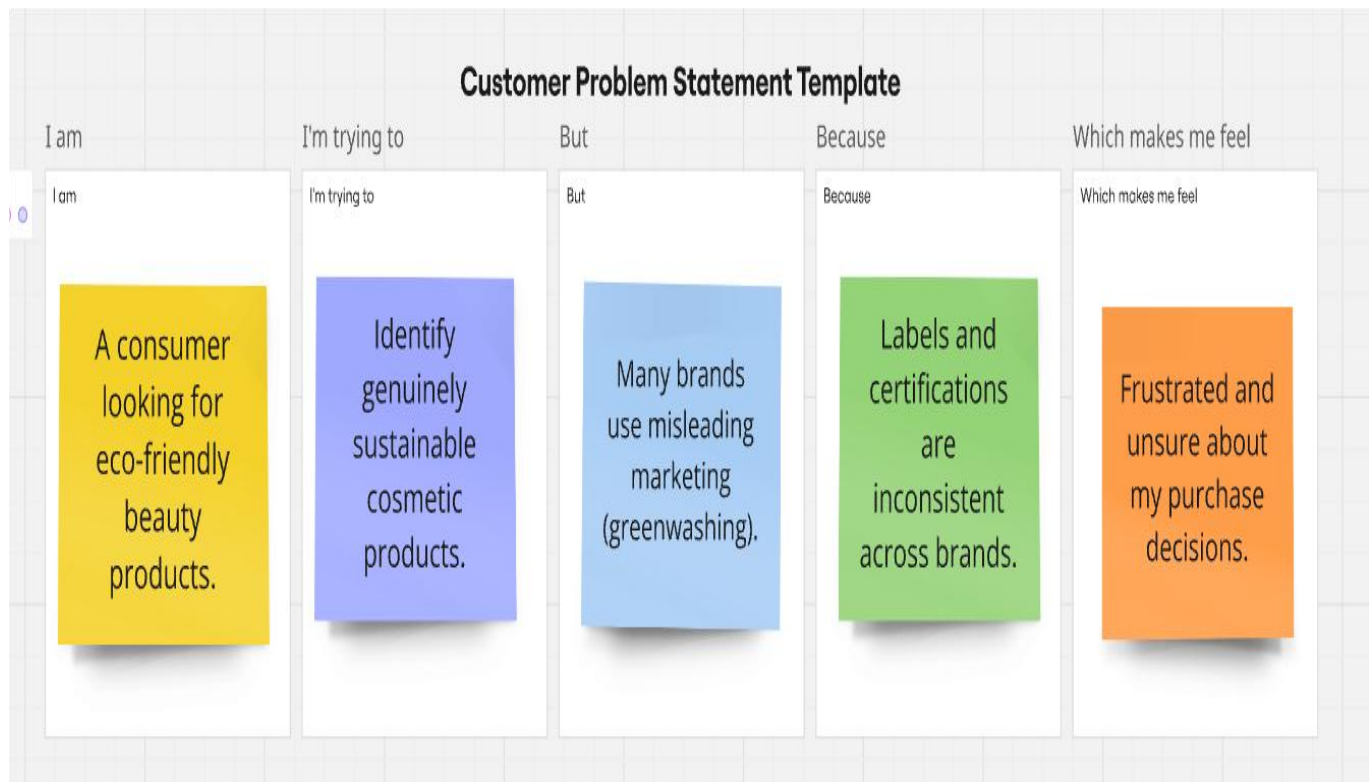 Customer Problem Statement Template
I am
I'm trying to
But
Because
Which makes me feel
I am
I'm trying to
But
Because
Which makes me feel
A consumer
looking for
eco-friendly
beauty
products.
Identify
genuinely
sustainable
cosmetic
products.
Many brands
use misleading
marketing
(greenwashing).
Labels and
certifications
are
inconsistent
across brands.
Frustrated and
unsure about
my purchase
decisions.